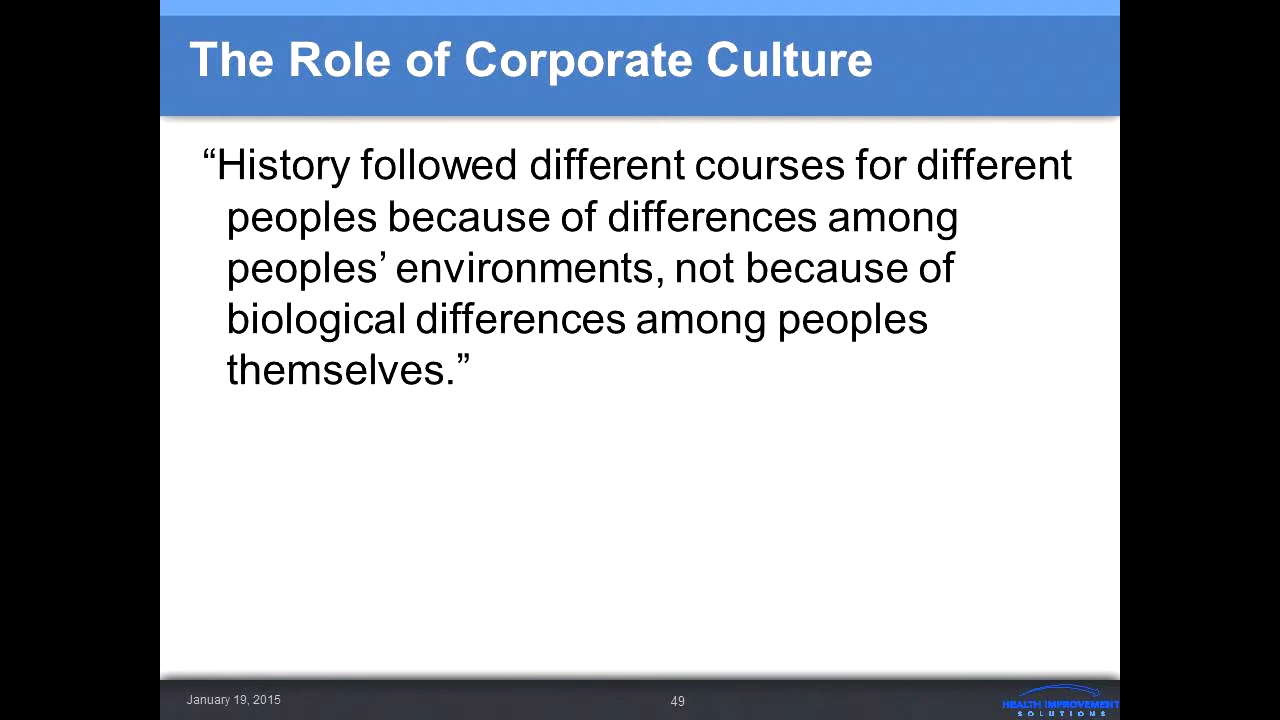 The Role of Corporate Culture
“History followed different courses for different
peoples because of differences among
peoples’ environments, not because of
biological differences among peoples
themselves.”
January 19, 2015
49
HEALTH IMPROVEMENT
SOLUTIONS